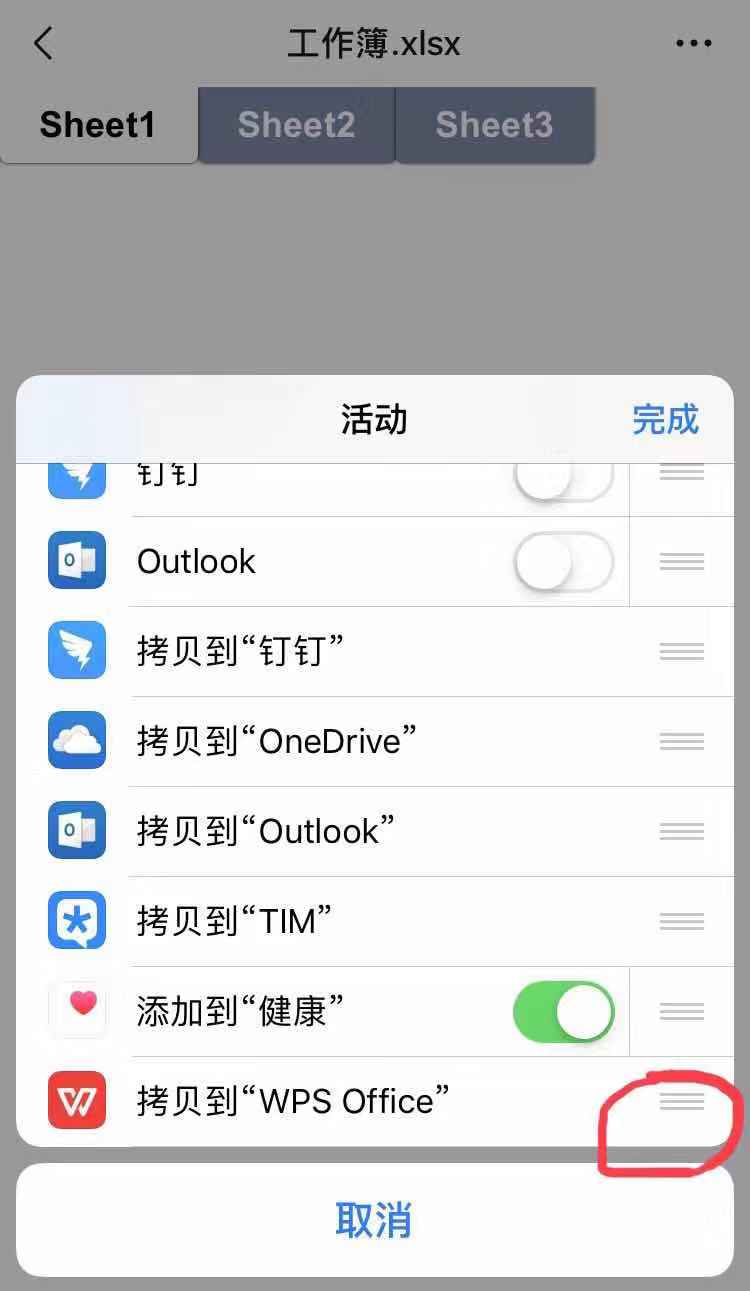 工作簿.xlsx
Sheet1 Sheet2 Sheet3
活动 完成
钉钉
Outlook
拷贝到“钉钉”
拷贝到“OneDrive”
拷贝到“Outlook”
拷贝到“TIM”
添加到“健康”
拷贝到“WPS Office”
取消